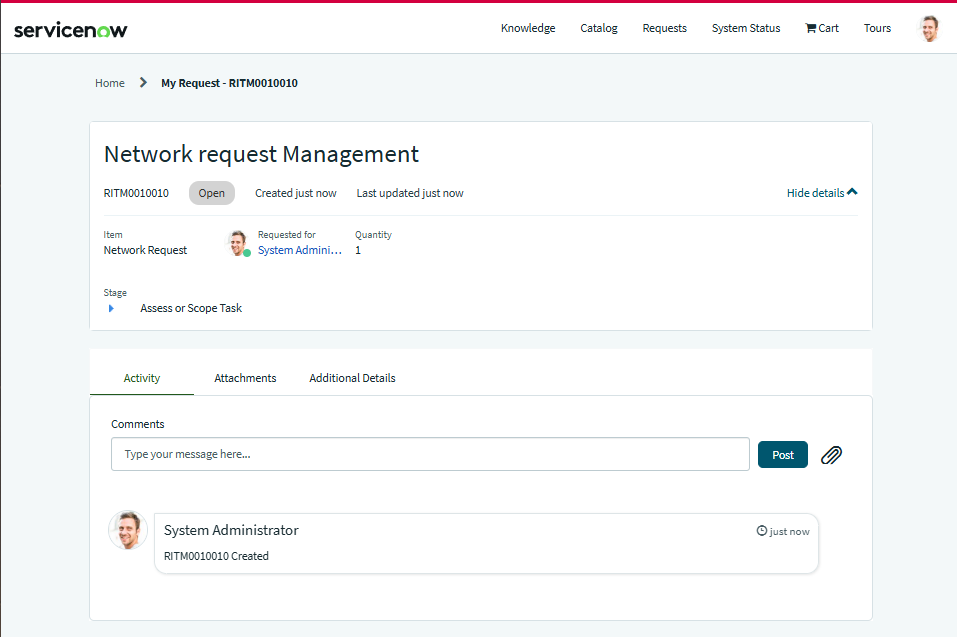 servicenow
Knowledge Catalog Requests System Status Cart Tours
Home My Request - RITM0010010
Network request Management
RITM0010010 Open Created just now Last updated just now Hide details
Item Requested for Quantity
Network Request System Admini... 1
Stage
Assess or Scope Task
Activity Attachments Additional Details
Comments
Type your message here...
Post
System Administrator just now
RITM0010010 Created